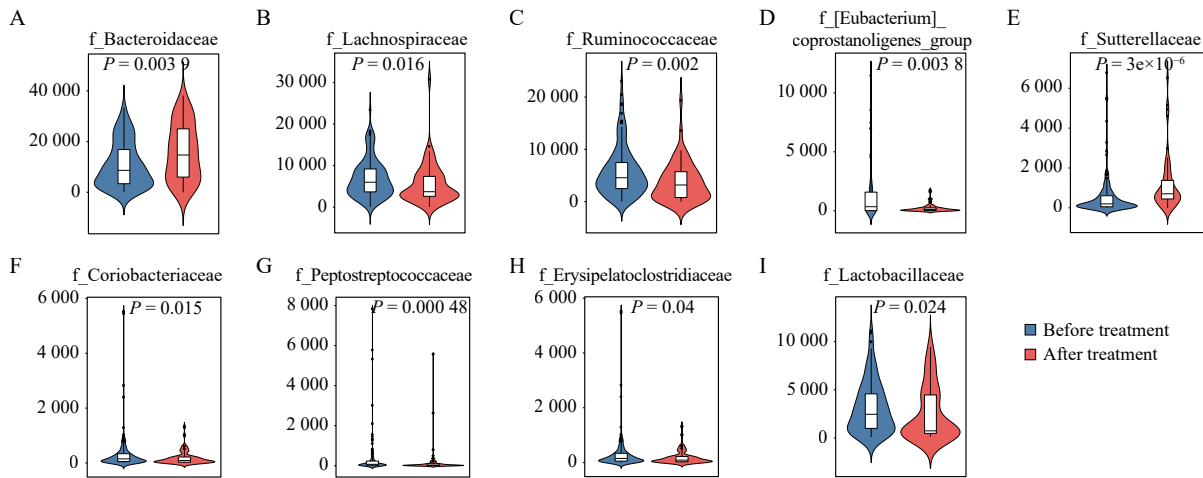 A
f_Bacteroidaceae
P = 0.003 9
40 000
20 000
0
B
f_Lachnospiraceae
P = 0.016
30 000
20 000
10 000
0
C
f_Ruminococcaceae
P = 0.002
20 000
10 000
0
D
f_[Eubacterium]_
coprostanoligenes_group
P = 0.003 8
10 000
5 000
0
E
f_Sutterellaceae
P = 3e×10⁻⁶
6 000
4 000
2 000
0
F
f_Coriobacteriaceae
P = 0.015
6 000
4 000
2 000
0
G
f_Peptostreptococcaceae
P = 0.000 48
8 000
6 000
4 000
2 000
0
H
f_Erysipelatoclostridiaceae
P = 0.04
6 000
4 000
2 000
0
I
f_Lactobacillaceae
P = 0.024
10 000
5 000
0
Before treatment
After treatment